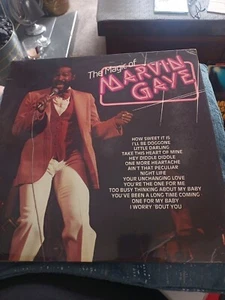 The Magic of
MARVIN
GAYE
HOW SWEET IT IS
I'LL BE DOGGONE
LITTLE DARLING
TAKE THIS HEART OF MINE
HEY DIDDLE DIDDLE
ONE MORE HEARTACHE
AIN'T THAT PECULIAR
NIGHT LIFE
YOUR UNCHANGING LOVE
YOU'RE THE ONE FOR ME
TOO BUSY THINKING ABOUT MY BABY
YOU'VE BEEN A LONG TIME COMING
ONE FOR MY BABY
I WORRY 'BOUT YOU